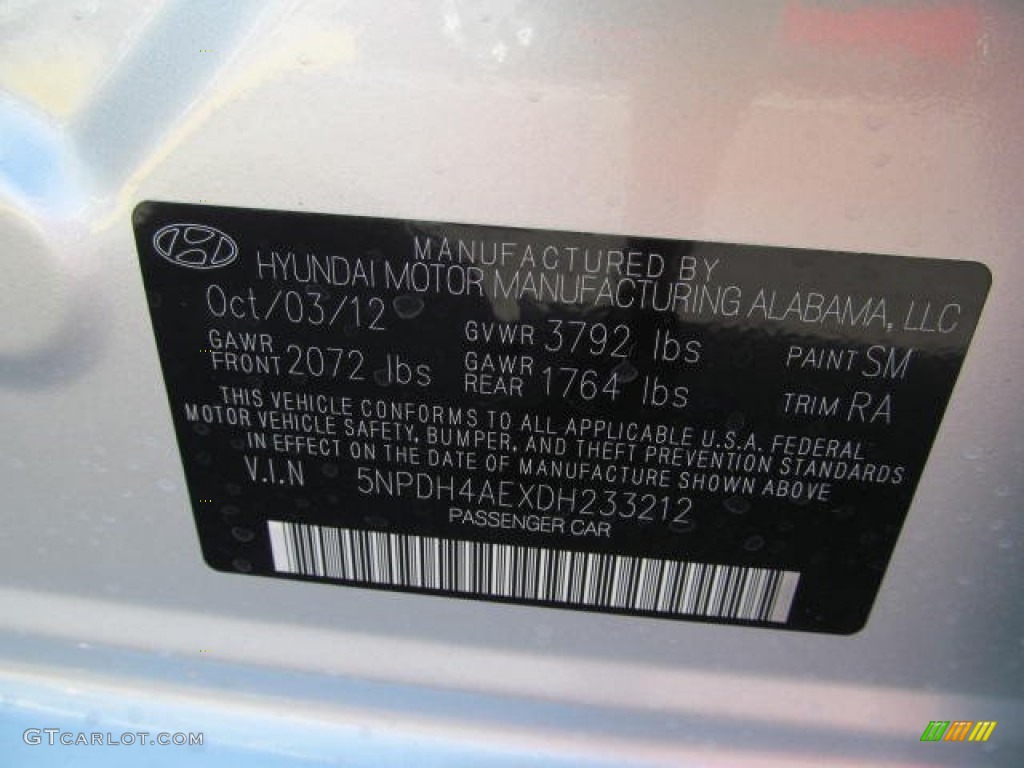 MANUFACTURED BY
HYUNDAI MOTOR MANUFACTURING ALABAMA, LLC
Oct/03/12 GVWR 3792 lbs PAINT SM
GAWR FRONT 2072 lbs GAWR REAR 1764 lbs TRIM RA
THIS VEHICLE CONFORMS TO ALL APPLICABLE U.S.A. FEDERAL
MOTOR VEHICLE SAFETY, BUMPER, AND THEFT PREVENTION STANDARDS
IN EFFECT ON THE DATE OF MANUFACTURE SHOWN ABOVE
V.I.N 5NPDH4AEXDH233212
PASSENGER CAR
GTCARLOT.COM